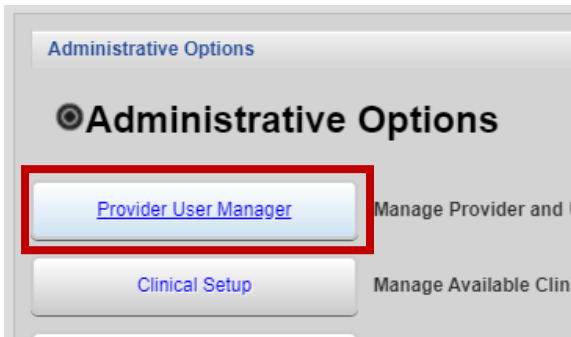 Administrative Options
Administrative Options
Provider User Manager Manage Provider and
Clinical Setup Manage Available Clin